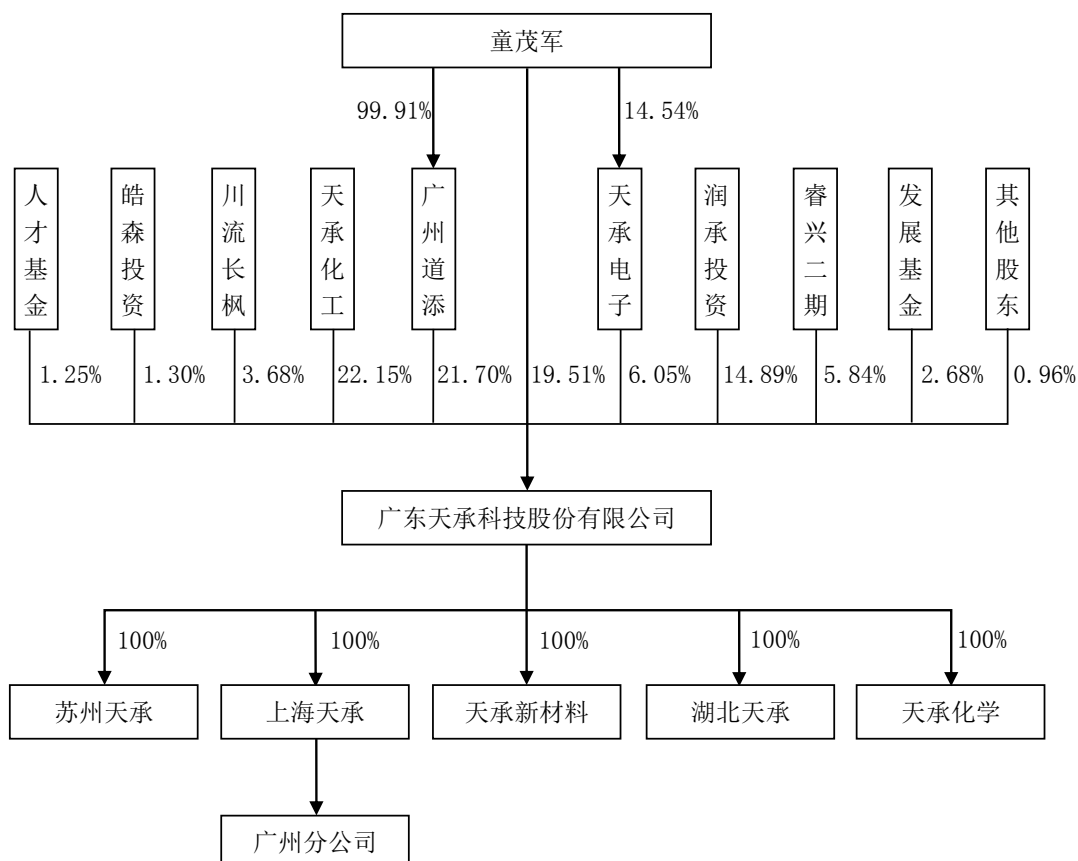 童茂军
99.91%
14.54%
人才基金
皓森投资
川流长枫
天承化工
广州道添
天承电子
润承投资
睿兴二期
发展基金
其他股东
1.25%
1.30%
3.68%
22.15%
21.70%
19.51%
6.05%
14.89%
5.84%
2.68%
0.96%
广东天承科技股份有限公司
100%
100%
100%
100%
100%
苏州天承
上海天承
天承新材料
湖北天承
天承化学
广州分公司